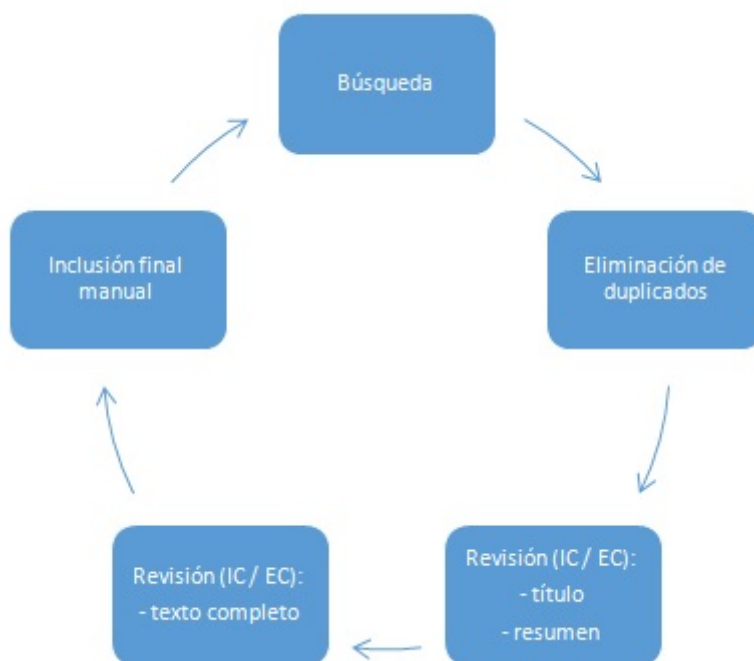 Búsqueda
Eliminación de
duplicados
Revisión (IC / EC):
- título
- resumen
Revisión (IC / EC):
- texto completo
Inclusión final
manual